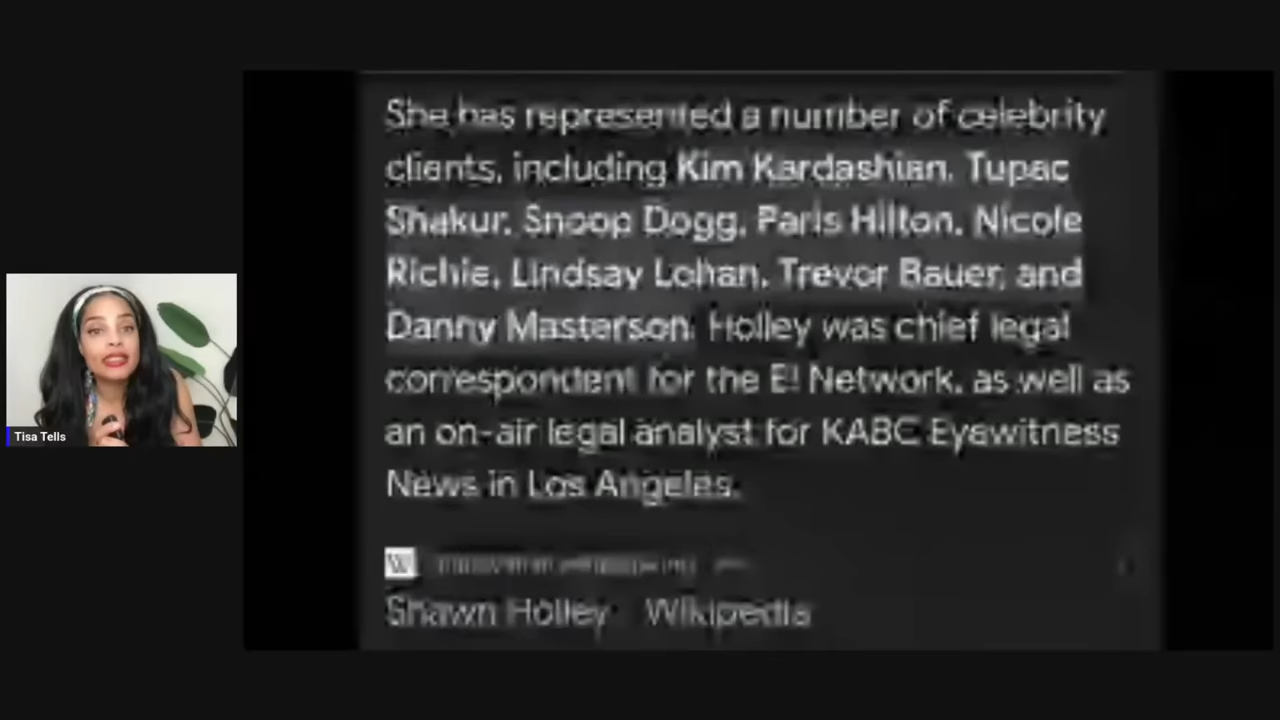 She has represented a number of celebrity
clients, including Kim Kardashian, Tupac
Shakur, Snoop Dogg, Paris Hilton, Nicole
Richie, Lindsay Lohan, Trevor Bauer, and
Danny Masterson. Holley was chief legal
correspondent for the E! Network, as well as
an on-air legal analyst for KABC Eyewitness
News in Los Angeles.
W
Shawn Holley Wikipedia
Tisa Tells